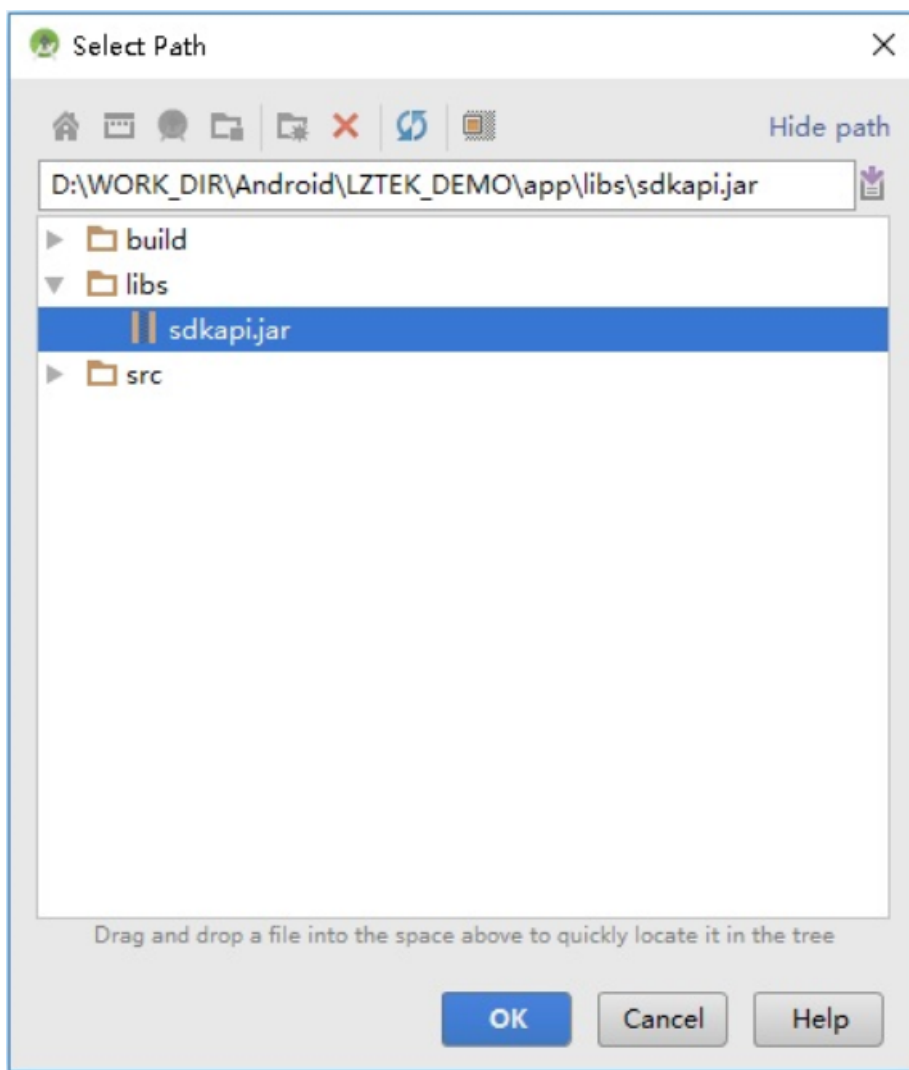 Select Path
Hide path
D:\WORK_DIR\Android\LZTEK_DEMO\app\libs\sdkapi.jar
build
libs
sdkapi.jar
src
Drag and drop a file into the space above to quickly locate it in the tree
OK Cancel Help